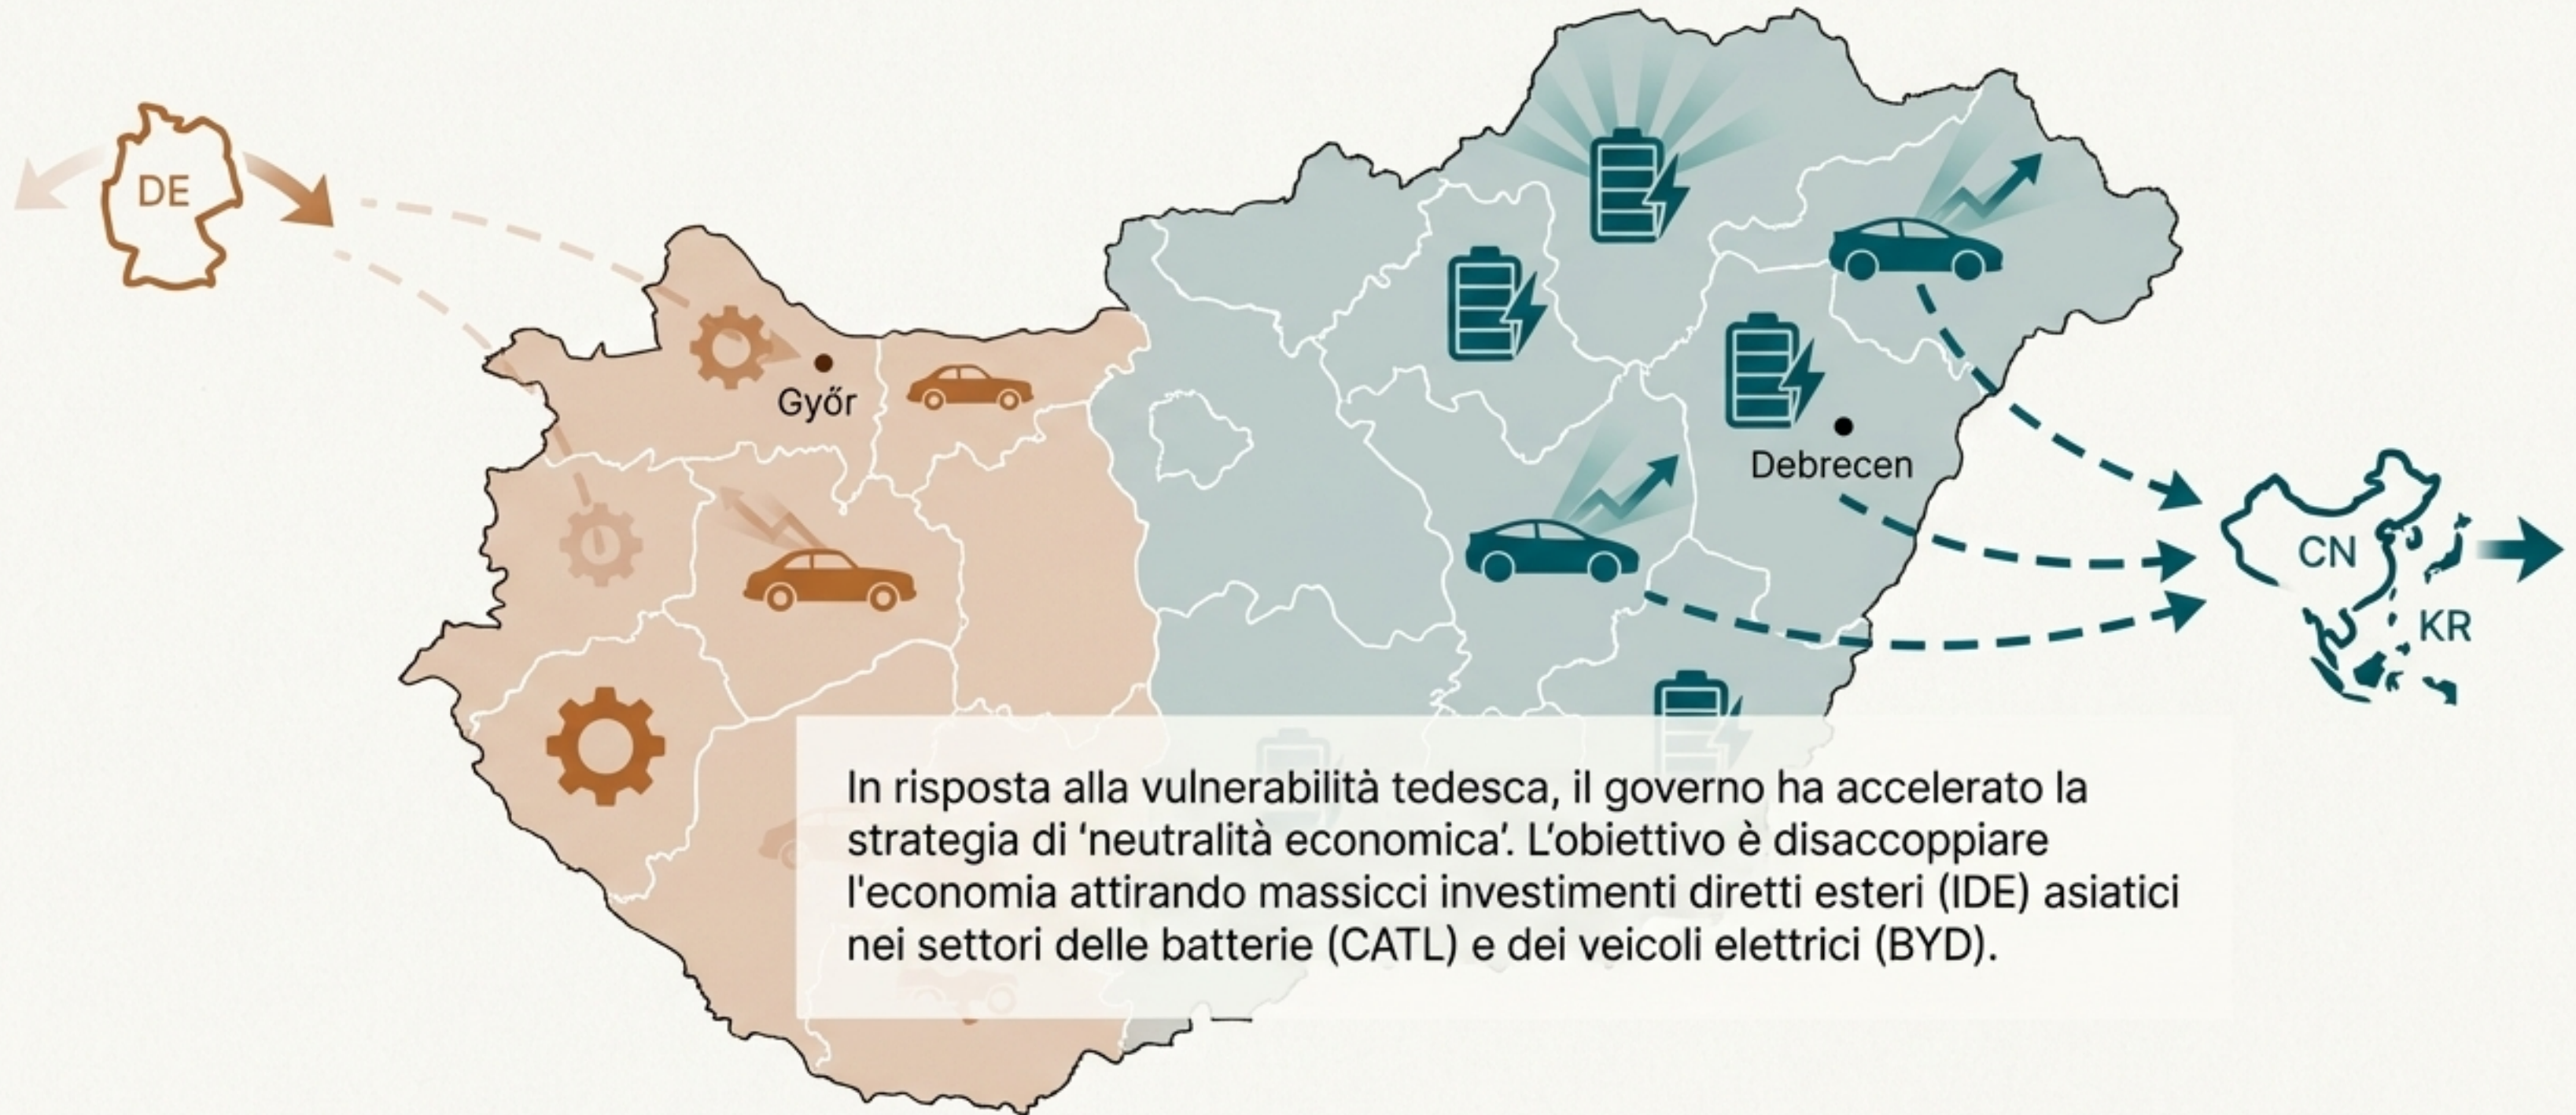 DE
Győr
Debrecen
CN
KR
In risposta alla vulnerabilità tedesca, il governo ha accelerato la
strategia di ‘neutralità economica’. L’obiettivo è disaccoppiare
l'economia attirando massicci investimenti diretti esteri (IDE) asiatici
nei settori delle batterie (CATL) e dei veicoli elettrici (BYD).